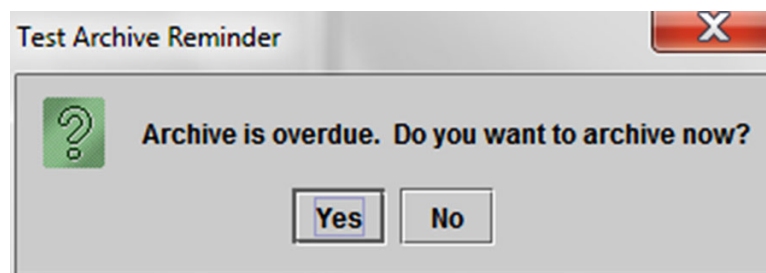 Test Archive Reminder
Archive is overdue. Do you want to archive now?
Yes No